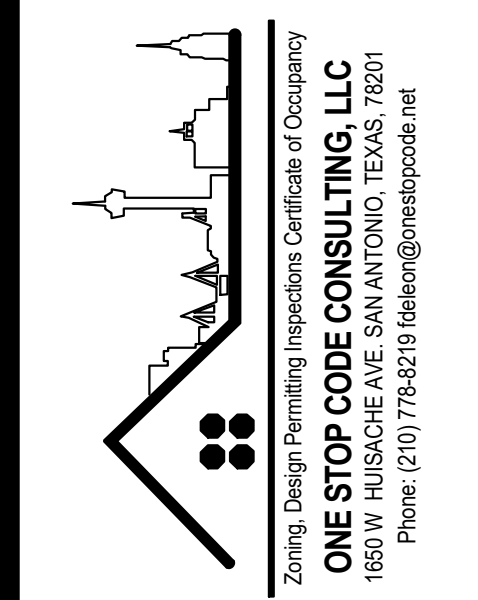 Zoning, Design Permitting Inspections Certificate of Occupancy
ONE STOP CODE CONSULTING, LLC
1650 W HUISACHE AVE. SAN ANTONIO, TEXAS, 78201
Phone: (210) 778-8219 fdeleon@onestopcode.net